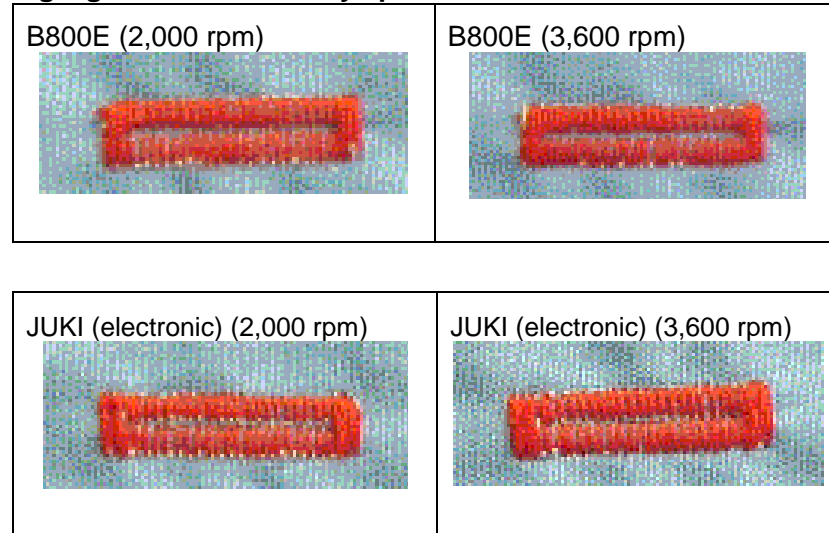 B800E (2,000 rpm)
B800E (3,600 rpm)
JUKI (electronic) (2,000 rpm)
JUKI (electronic) (3,600 rpm)